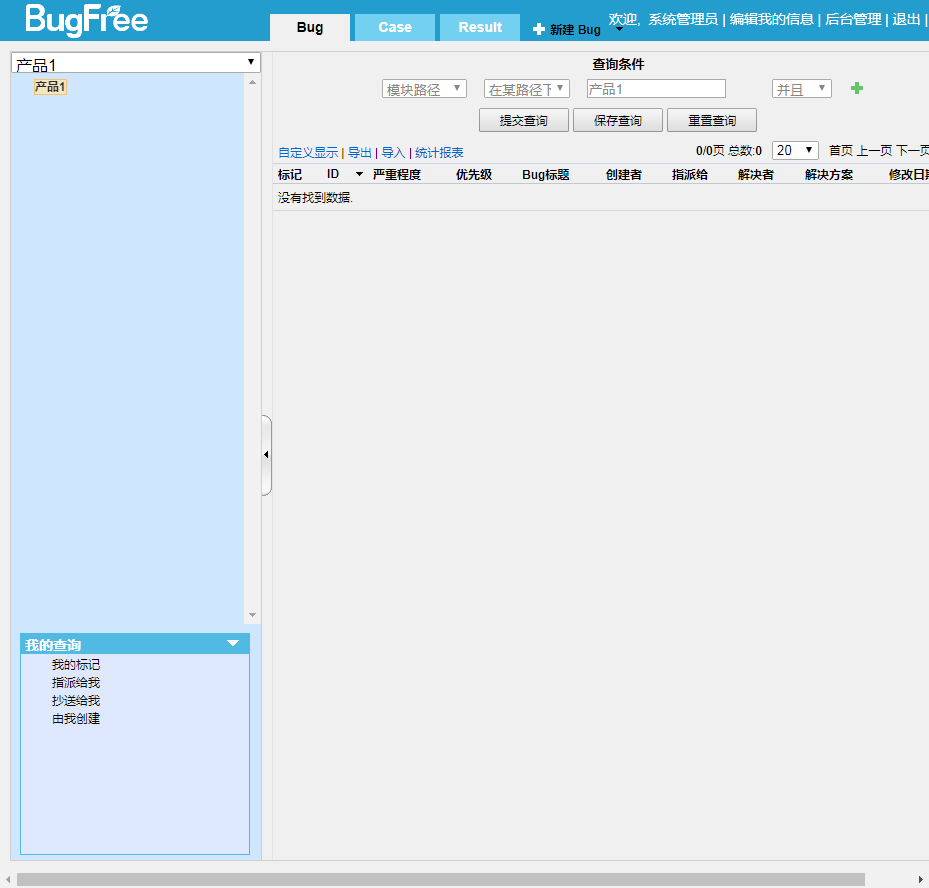 BugFree
Bug Case Result 新建 Bug 欢迎, 系统管理员 | 编辑我的信息 | 后台管理 | 退出 |
产品1
产品1
查询条件
模块路径 在某路径下 产品1 并且
提交查询 保存查询 重置查询
自定义显示 | 导出 | 导入 | 统计报表 0/0页 总数:0 20 首页 上一页 下一页
标记 ID 严重程度 优先级 Bug标题 创建者 指派给 解决者 解决方案 修改日期
没有找到数据.
我的查询
我的标记
指派给我
抄送给我
由我创建